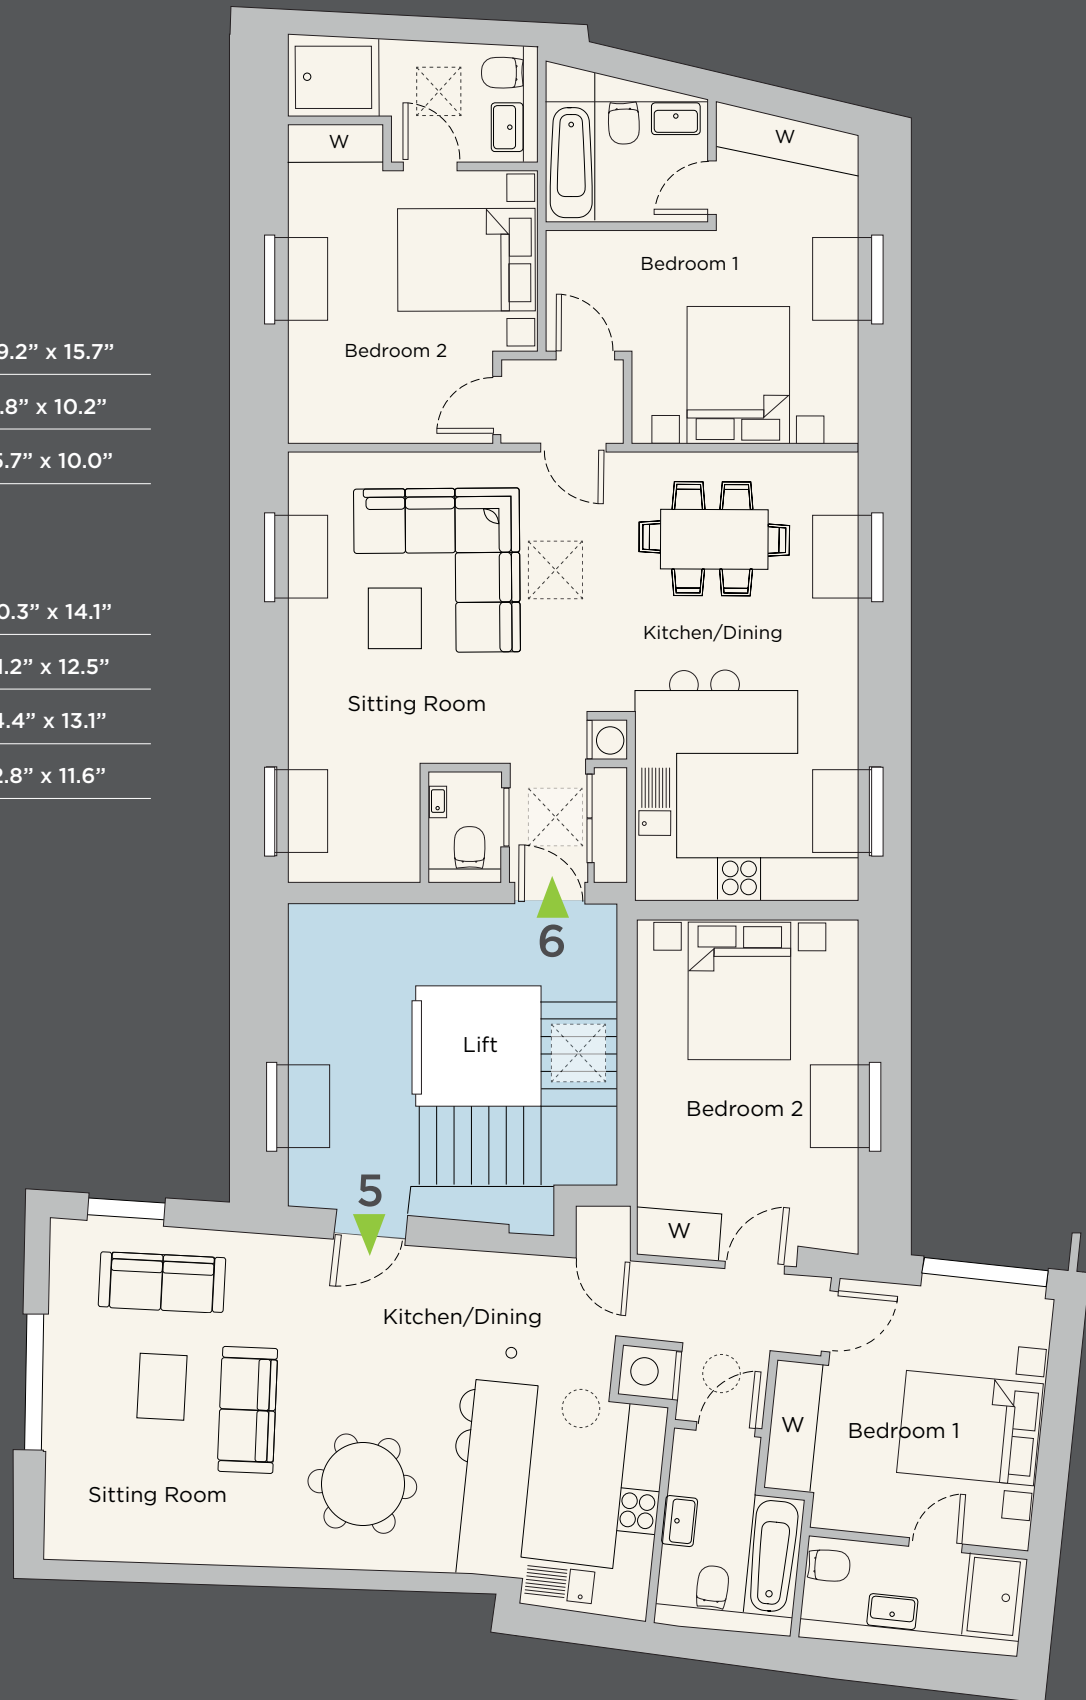 W
W
Bedroom 1
Bedroom 2
9.2” x 15.7”
.8” x 10.2”
5.7” x 10.0”
Kitchen/Dining
Sitting Room
0.3” x 14.1”
1.2” x 12.5”
4.4” x 13.1”
2.8” x 11.6”
6
Lift
Bedroom 2
5
W
Kitchen/Dining
W
Bedroom 1
Sitting Room